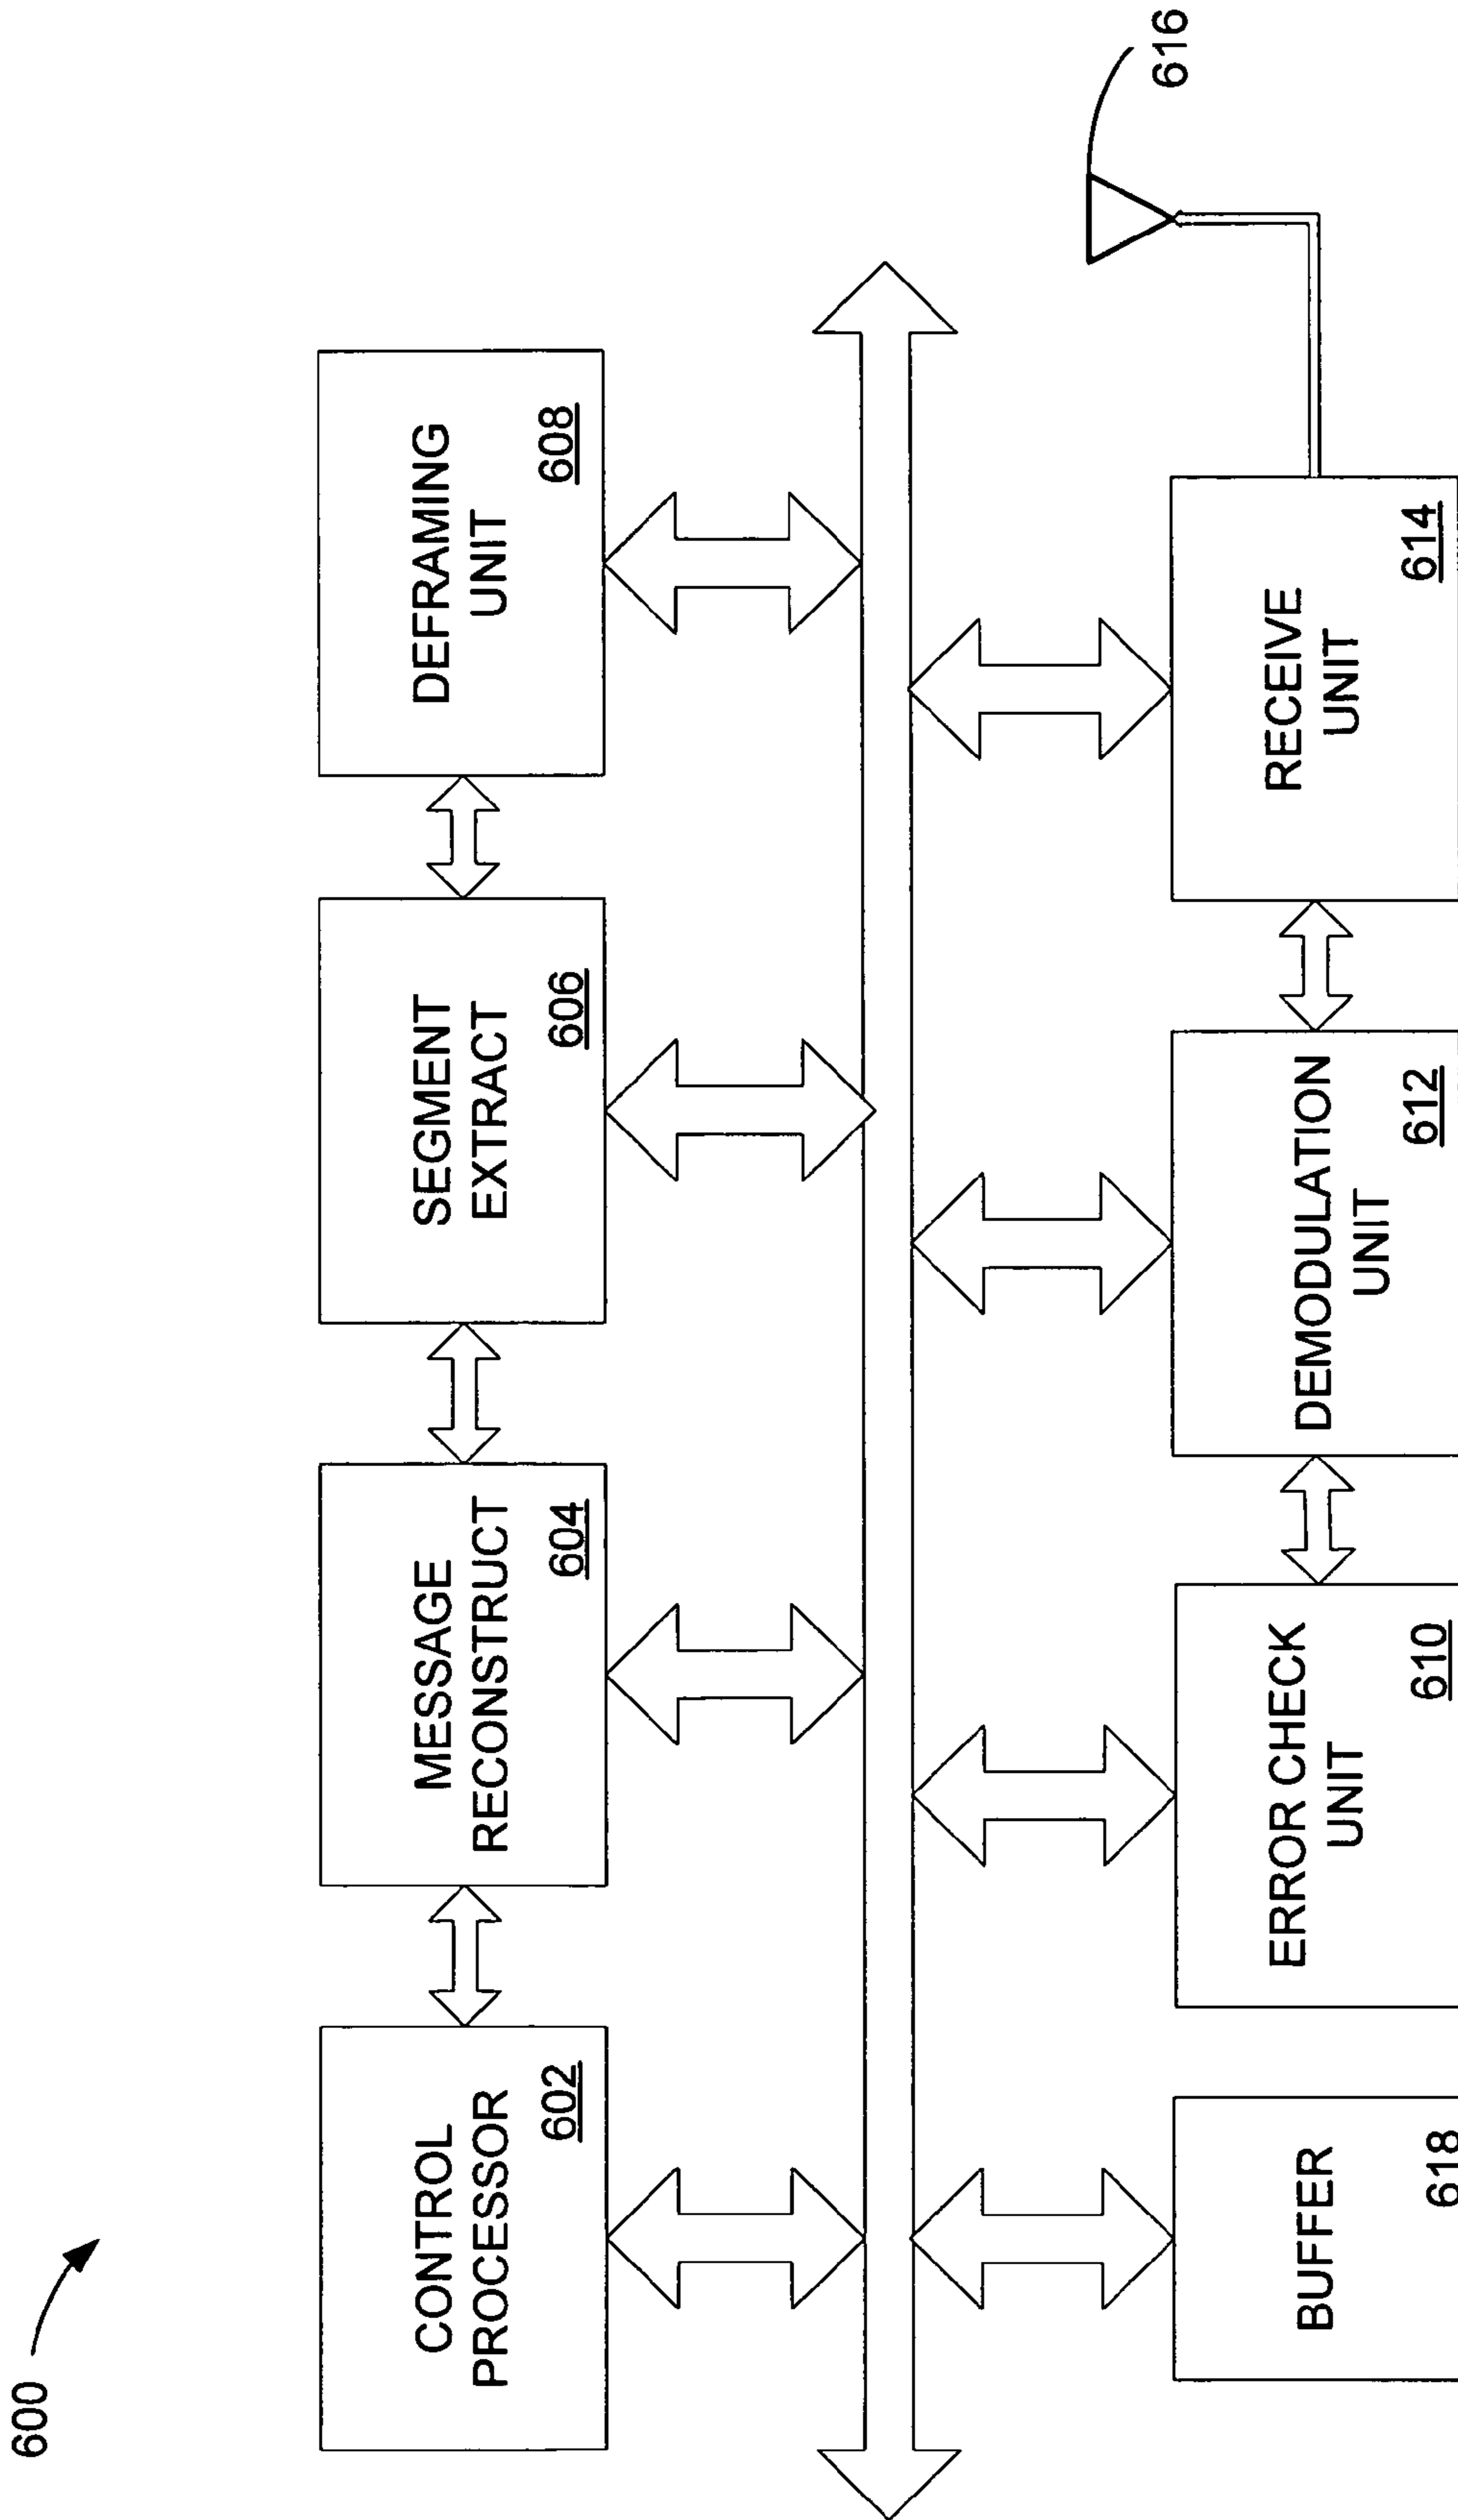 600
CONTROL
PROCESSOR
602
MESSAGE
RECONSTRUCT
604
SEGMENT
EXTRACT
606
DEFRAMING
UNIT
608
BUFFER
618
ERROR CHECK
UNIT
610
DEMODULATION
UNIT
612
RECEIVE
UNIT
614
616